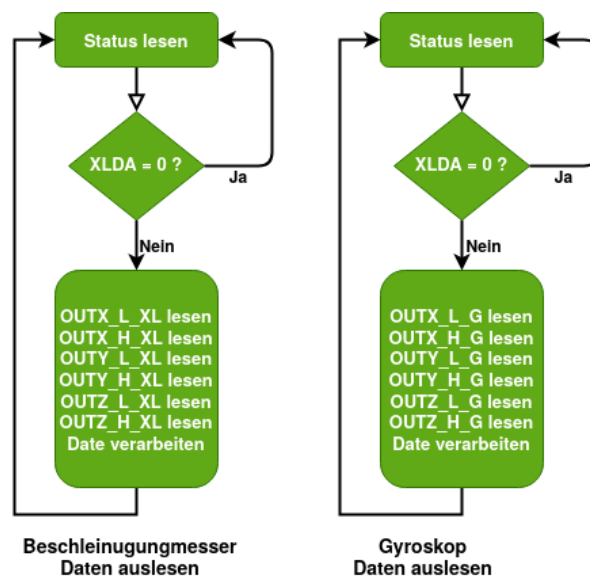 Status lesen
XLDA = 0 ?
Ja
Nein
OUTX_L_XL lesen
OUTX_H_XL lesen
OUTY_L_XL lesen
OUTY_H_XL lesen
OUTZ_L_XL lesen
OUTZ_H_XL lesen
Date verarbeiten
Beschleinugungmesser
Daten auslesen
Status lesen
XLDA = 0 ?
Ja
Nein
OUTX_L_G lesen
OUTX_H_G lesen
OUTY_L_G lesen
OUTY_H_G lesen
OUTZ_L_G lesen
OUTZ_H_G lesen
Date verarbeiten
Gyroskop
Daten auslesen